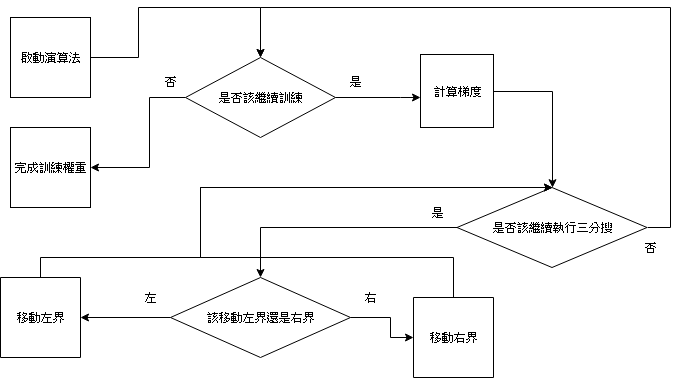 啟動演算法
是否該繼續訓練
否
是
計算梯度
完成訓練權重
是否該繼續執行三分搜
是
否
該移動左界還是右界
左
右
移動左界
移動右界